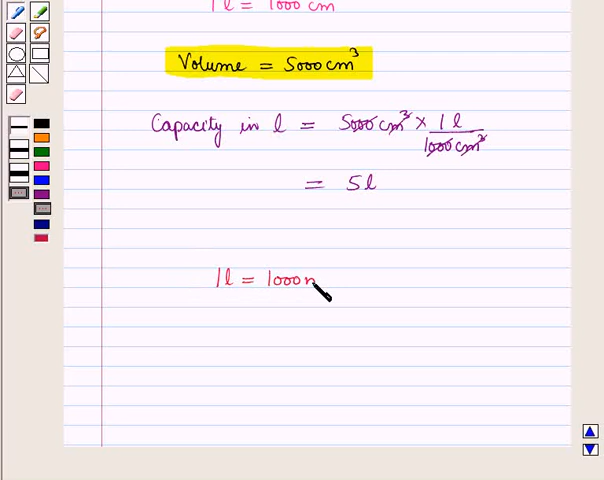 1l = 1000 cm
Volume = 5000 cm³
Capacity in l = 5000 cm³ × 1 l / 1000 cm³
= 5l
1l = 1000